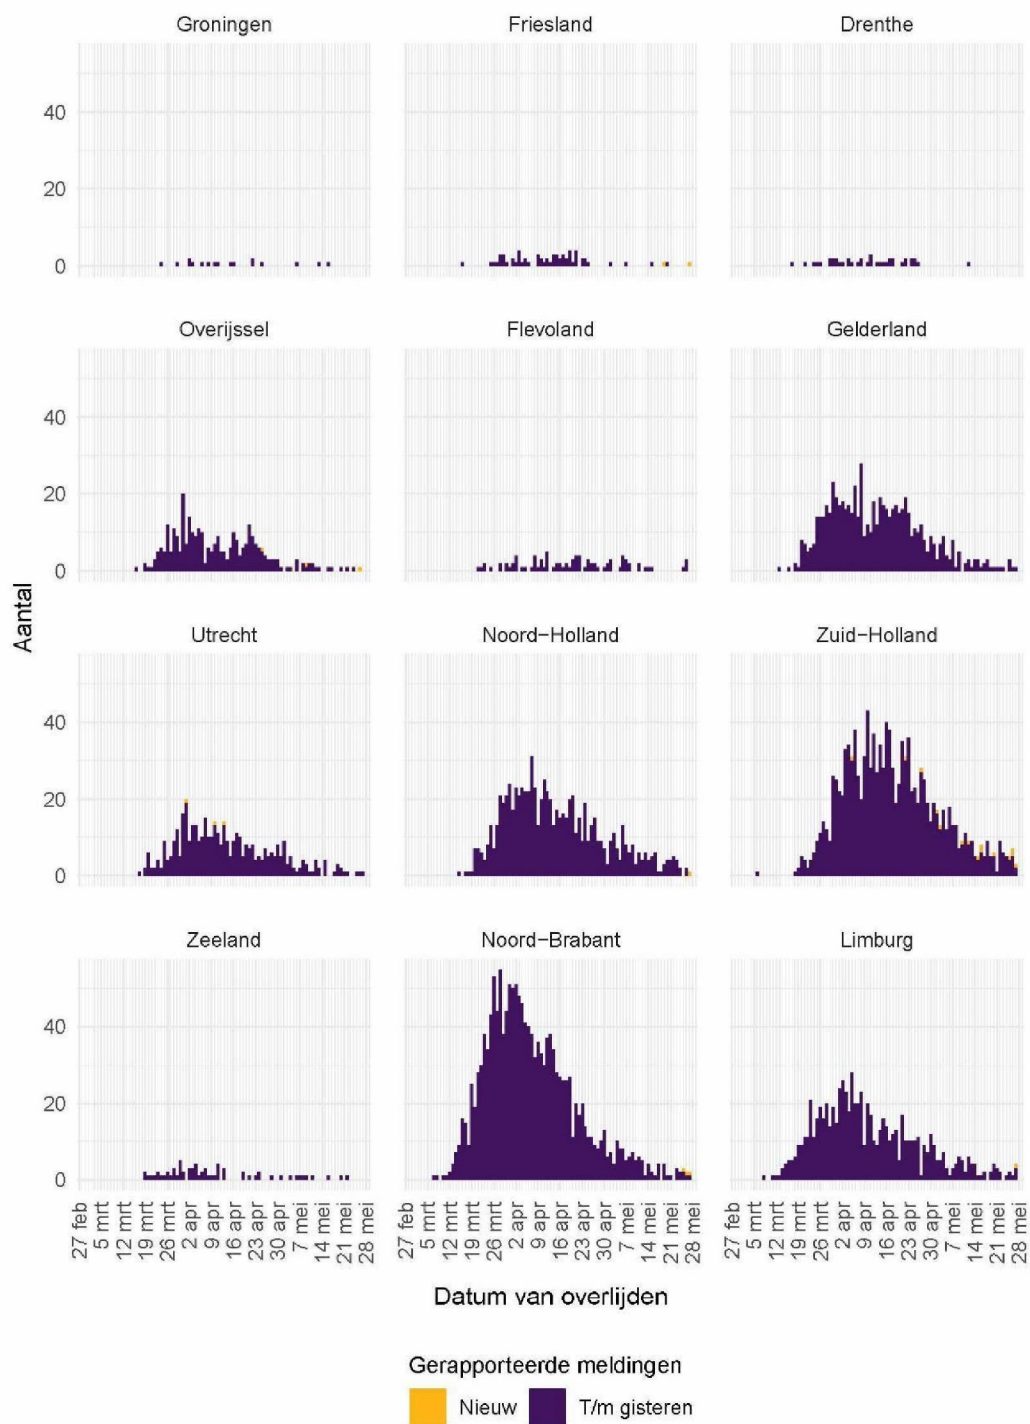 Groningen Friesland Drenthe
40
20
0
Overijssel Flevoland Gelderland
40
20
0
Aantal
Utrecht Noord-Holland Zuid-Holland
40
20
0
Zeeland Noord-Brabant Limburg
40
20
0
27 feb 5 mrt 12 mrt 19 mrt 26 mrt 2 apr 9 apr 16 apr 23 apr 30 apr 7 mei 14 mei 21 mei 28 mei
27 feb 5 mrt 12 mrt 19 mrt 26 mrt 2 apr 9 apr 16 apr 23 apr 30 apr 7 mei 14 mei 21 mei 28 mei
27 feb 5 mrt 12 mrt 19 mrt 26 mrt 2 apr 9 apr 16 apr 23 apr 30 apr 7 mei 14 mei 21 mei 28 mei
Datum van overlijden
Gerapporteerde meldingen
Nieuw T/m gisteren